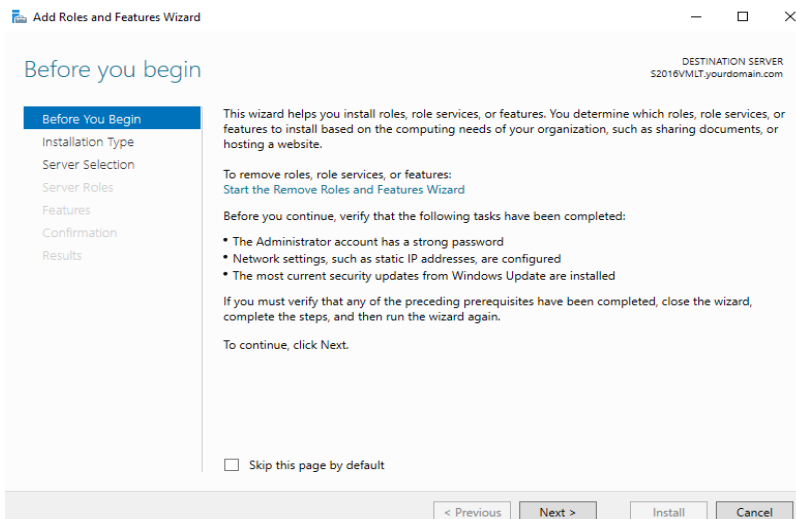 Add Roles and Features Wizard
Before you begin
DESTINATION SERVER
S2016VMLT.yourdomain.com
Before You Begin
Installation Type
Server Selection
Server Roles
Features
Confirmation
Results
This wizard helps you install roles, role services, or features. You determine which roles, role services, or
features to install based on the computing needs of your organization, such as sharing documents, or
hosting a website.
To remove roles, role services, or features:
Start the Remove Roles and Features Wizard
Before you continue, verify that the following tasks have been completed:
• The Administrator account has a strong password
• Network settings, such as static IP addresses, are configured
• The most current security updates from Windows Update are installed
If you must verify that any of the preceding prerequisites have been completed, close the wizard,
complete the steps, and then run the wizard again.
To continue, click Next.
Skip this page by default
< Previous
Next >
Install
Cancel